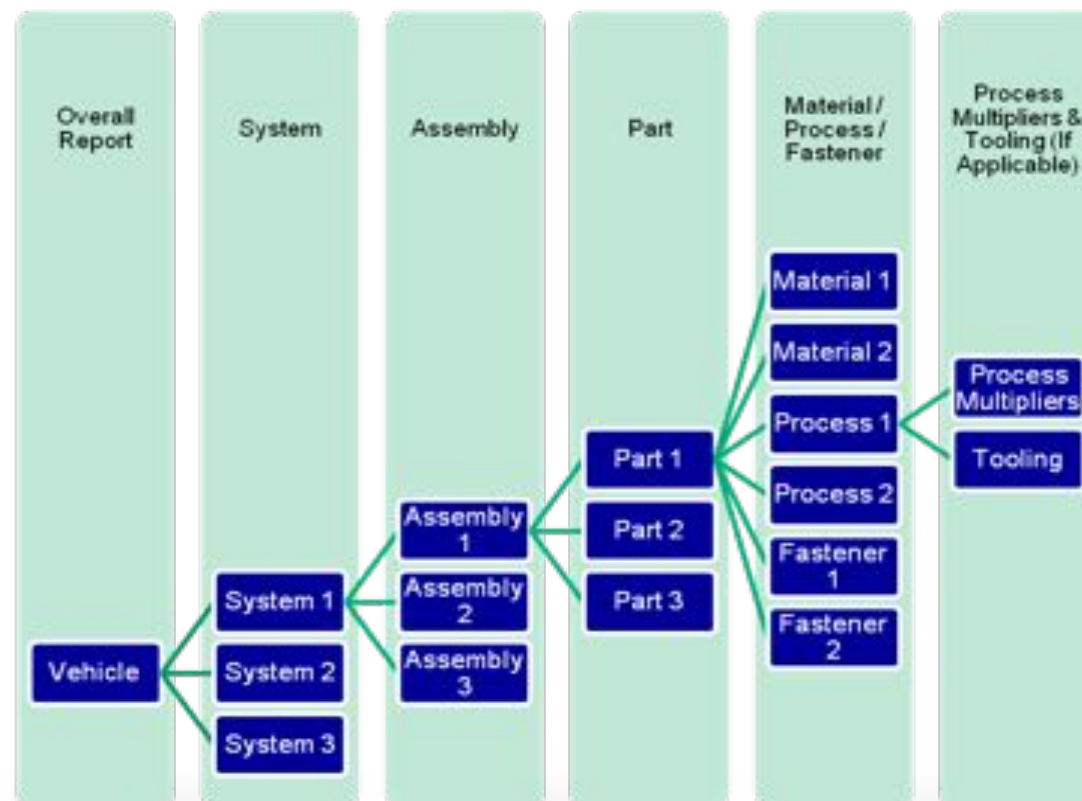 Overall
Report
System
Assembly
Part
Material /
Process /
Fastener
Process
Multipliers &
Tooling (If
Applicable)
Vehicle
System 1
System 2
System 3
Assembly
1
Assembly
2
Assembly
3
Part 1
Part 2
Part 3
Material 1
Material 2
Process 1
Process 2
Fastener
1
Fastener
2
Process
Multipliers
Tooling